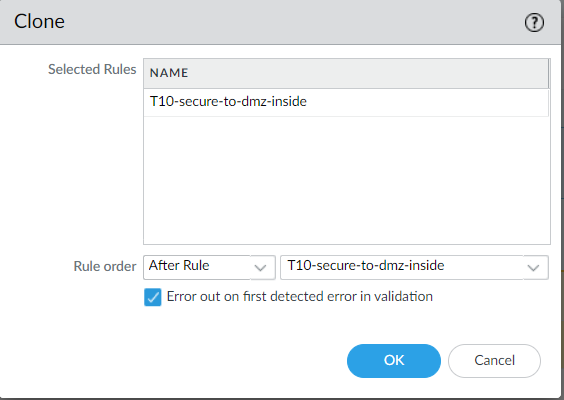 Clone
?
Selected Rules
NAME
T10-secure-to-dmz-inside
Rule order After Rule T10-secure-to-dmz-inside
Error out on first detected error in validation
OK Cancel